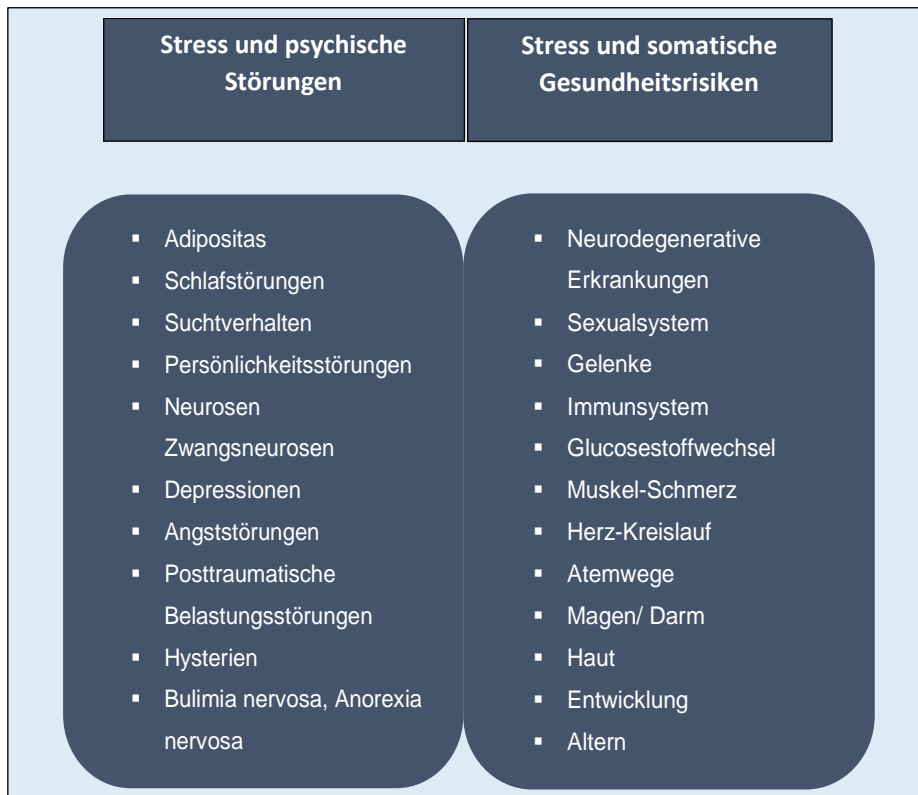 Stress und psychische
Störungen
Stress und somatische
Gesundheitsrisiken
▪ Adipositas
▪ Schlafstörungen
▪ Suchtverhalten
▪ Persönlichkeitsstörungen
▪ Neurosen
Zwangsneurosen
▪ Depressionen
▪ Angststörungen
▪ Posttraumatische
Belastungsstörungen
▪ Hysterien
▪ Bulimia nervosa, Anorexia
nervosa
▪ Neurodegenerative
Erkrankungen
▪ Sexualsystem
▪ Gelenke
▪ Immunsystem
▪ Glucosestoffwechsel
▪ Muskel-Schmerz
▪ Herz-Kreislauf
▪ Atemwege
▪ Magen/ Darm
▪ Haut
▪ Entwicklung
▪ Altern